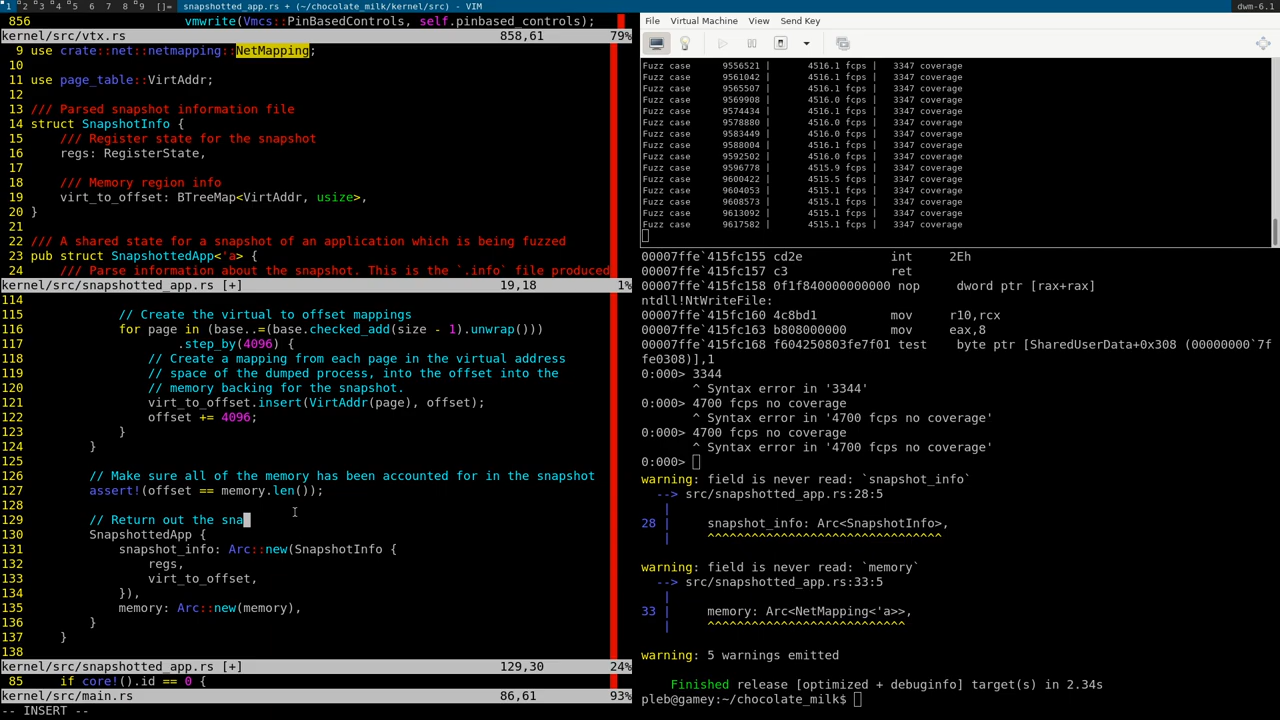 1 2 3 4 5 6 7 8 9 []= snapshotted_app.rs + (~/chocolate_milk/kernel/src) - VIM
dwm-6.1
856 vmwrite(Vmcs::PinBasedControls, self.pinbased_controls);
kernel/src/vtx.rs 858,61 79%
9 use crate::net::netmapping::NetMapping;
10
11 use page_table::VirtAddr;
12
13 /// Parsed snapshot information file
14 struct SnapshotInfo {
15 /// Register state for the snapshot
16 regs: RegisterState,
17
18 /// Memory region info
19 virt_to_offset: BTreeMap<VirtAddr, usize>,
20 }
21
22 /// A shared state for a snapshot of an application which is being fuzzed
23 pub struct SnapshottedApp<'a> {
24 /// Parse information about the snapshot. This is the `.info` file produced
kernel/src/snapshotted_app.rs [+] 19,18 1%
114
115 // Create the virtual to offset mappings
116 for page in (base..=(base.checked_add(size - 1).unwrap()))
117 .step_by(4096) {
118 // Create a mapping from each page in the virtual address
119 // space of the dumped process, into the offset into the
120 // memory backing for the snapshot.
121 virt_to_offset.insert(VirtAddr(page), offset);
122 offset += 4096;
123 }
124 }
125
126 // Make sure all of the memory has been accounted for in the snapshot
127 assert!(offset == memory.len());
128
129 // Return out the sna
130 SnapshottedApp {
131 snapshot_info: Arc::new(SnapshotInfo {
132 regs,
133 virt_to_offset,
134 }),
135 memory: Arc::new(memory),
136 }
137 }
138
kernel/src/snapshotted_app.rs [+] 129,30 24%
85 if core!().id == 0 {
kernel/src/main.rs 86,61 93%
-- INSERT --
File Virtual Machine View Send Key
Fuzz case 9556521 | 4516.1 fcps | 3347 coverage
Fuzz case 9561042 | 4516.1 fcps | 3347 coverage
Fuzz case 9565507 | 4516.1 fcps | 3347 coverage
Fuzz case 9569908 | 4516.0 fcps | 3347 coverage
Fuzz case 9574434 | 4516.1 fcps | 3347 coverage
Fuzz case 9578880 | 4516.0 fcps | 3347 coverage
Fuzz case 9583449 | 4516.0 fcps | 3347 coverage
Fuzz case 9588004 | 4516.1 fcps | 3347 coverage
Fuzz case 9592502 | 4516.0 fcps | 3347 coverage
Fuzz case 9596778 | 4515.9 fcps | 3347 coverage
Fuzz case 9600422 | 4515.5 fcps | 3347 coverage
Fuzz case 9604053 | 4515.1 fcps | 3347 coverage
Fuzz case 9608573 | 4515.1 fcps | 3347 coverage
Fuzz case 9613092 | 4515.1 fcps | 3347 coverage
Fuzz case 9617582 | 4515.1 fcps | 3347 coverage
00007ffe`415fc155 cd2e int 2Eh
00007ffe`415fc157 c3 ret
00007ffe`415fc158 0f1f840000000000 nop dword ptr [rax+rax]
ntdll!NtWriteFile:
00007ffe`415fc160 4c8bd1 mov r10,rcx
00007ffe`415fc163 b808000000 mov eax,8
00007ffe`415fc168 f604250803fe7f01 test byte ptr [SharedUserData+0x308 (00000000`7f
fe0308)],1
0:000> 3344
^ Syntax error in '3344'
0:000> 4700 fcps no coverage
^ Syntax error in '4700 fcps no coverage'
0:000> 4700 fcps no coverage
^ Syntax error in '4700 fcps no coverage'
0:000>
warning: field is never read: `snapshot_info`
--> src/snapshotted_app.rs:28:5
|
28 | snapshot_info: Arc<SnapshotInfo>,
| ^^^^^^^^^^^^^^^^^^^^^^^^^^^^^^^^
warning: field is never read: `memory`
--> src/snapshotted_app.rs:33:5
|
33 | memory: Arc<NetMapping<'a>>,
| ^^^^^^^^^^^^^^^^^^^^^^^^^^^
warning: 5 warnings emitted
Finished release [optimized + debuginfo] target(s) in 2.34s
pleb@gamey:~/chocolate_milk$